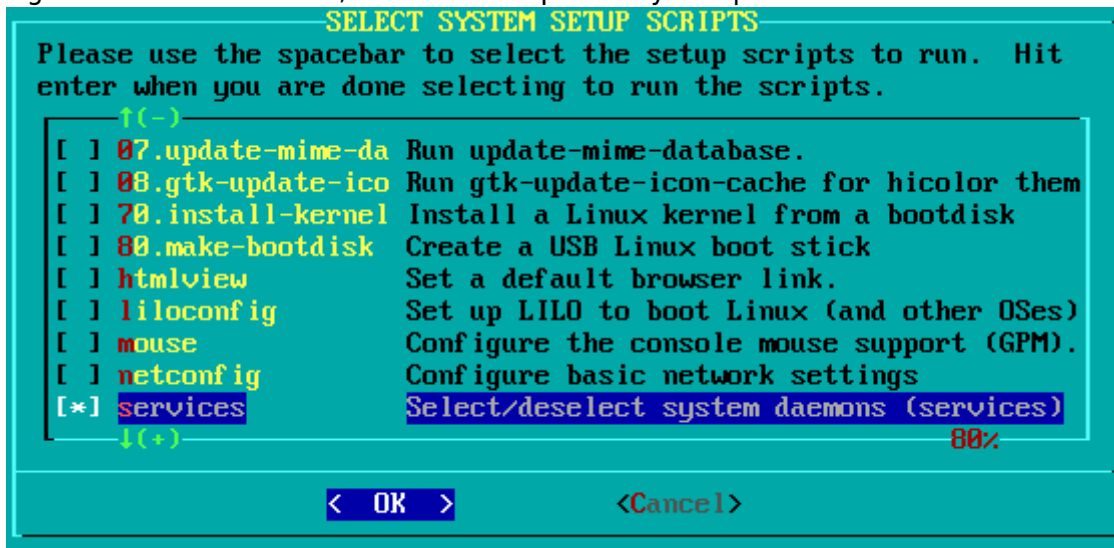 SELECT SYSTEM SETUP SCRIPTS
Please use the spacebar to select the setup scripts to run.  Hit
enter when you are done selecting to run the scripts.
↑(-)
[ ] 07.update-mime-da Run update-mime-database.
[ ] 08.gtk-update-ico Run gtk-update-icon-cache for hicolor them
[ ] 70.install-kernel Install a Linux kernel from a bootdisk
[ ] 80.make-bootdisk Create a USB Linux boot stick
[ ] htmlview Set a default browser link.
[ ] liloconfig Set up LILO to boot Linux (and other OSes)
[ ] mouse Configure the console mouse support (GPM).
[ ] netconfig Configure basic network settings
[*] services Select/deselect system daemons (services)
↓(+) 80%
< OK > <Cancel>